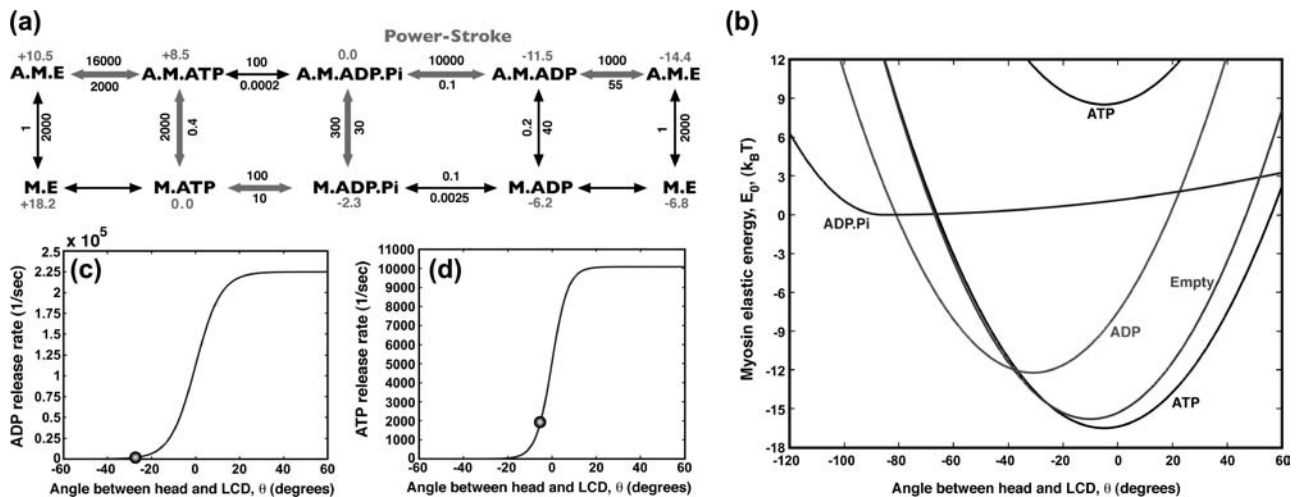 (a)
Power-Stroke
+10.5 +8.5 0.0 -11.5 -14.4
A.M.E 16000 A.M.ATP 100 A.M.ADP.Pi 10000 A.M.ADP 1000 A.M.E
2000 0.0002 0.1 55
1 2000 2000 0.4 300 30 0.2 40 1 2000
M.E M.ATP 100 M.ADP.Pi 0.1 M.ADP M.E
10 0.0025
+18.2 0.0 -2.3 -6.2 -6.8
(b)
Myosin elastic energy, E0, (kBT)
12
9
6
3
0
-3
-6
-9
-12
-15
-18
ATP
ADP.Pi
Empty
ADP
ATP
-120 -100 -80 -60 -40 -20 0 20 40 60
Angle between head and LCD, θ (degrees)
x 10^5
(c)
ADP release rate (1/sec)
2.5
2.25
2
1.75
1.5
1.25
1
0.75
0.5
0.25
0
-60 -40 -20 0 20 40 60
Angle between head and LCD, θ (degrees)
(d)
ATP release rate (1/sec)
11000
10000
9000
8000
7000
6000
5000
4000
3000
2000
1000
0
-60 -40 -20 0 20 40 60
Angle between head and LCD, θ (degrees)